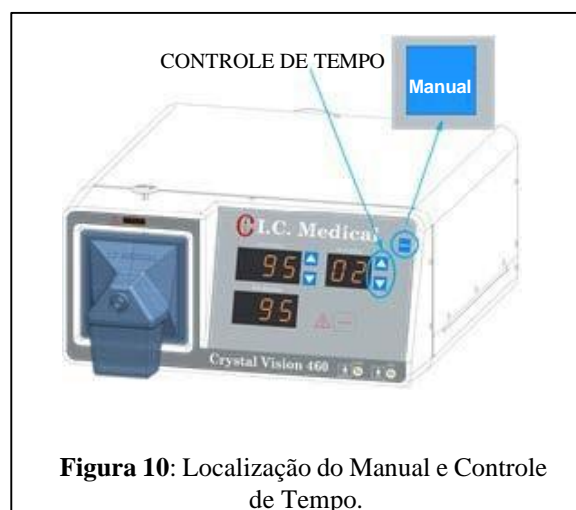 CONTROLE DE TEMPO
Manual
I.C. Medical
95
02
95
Crystal Vision 460
Figura 10: Localização do Manual e Controle
de Tempo.